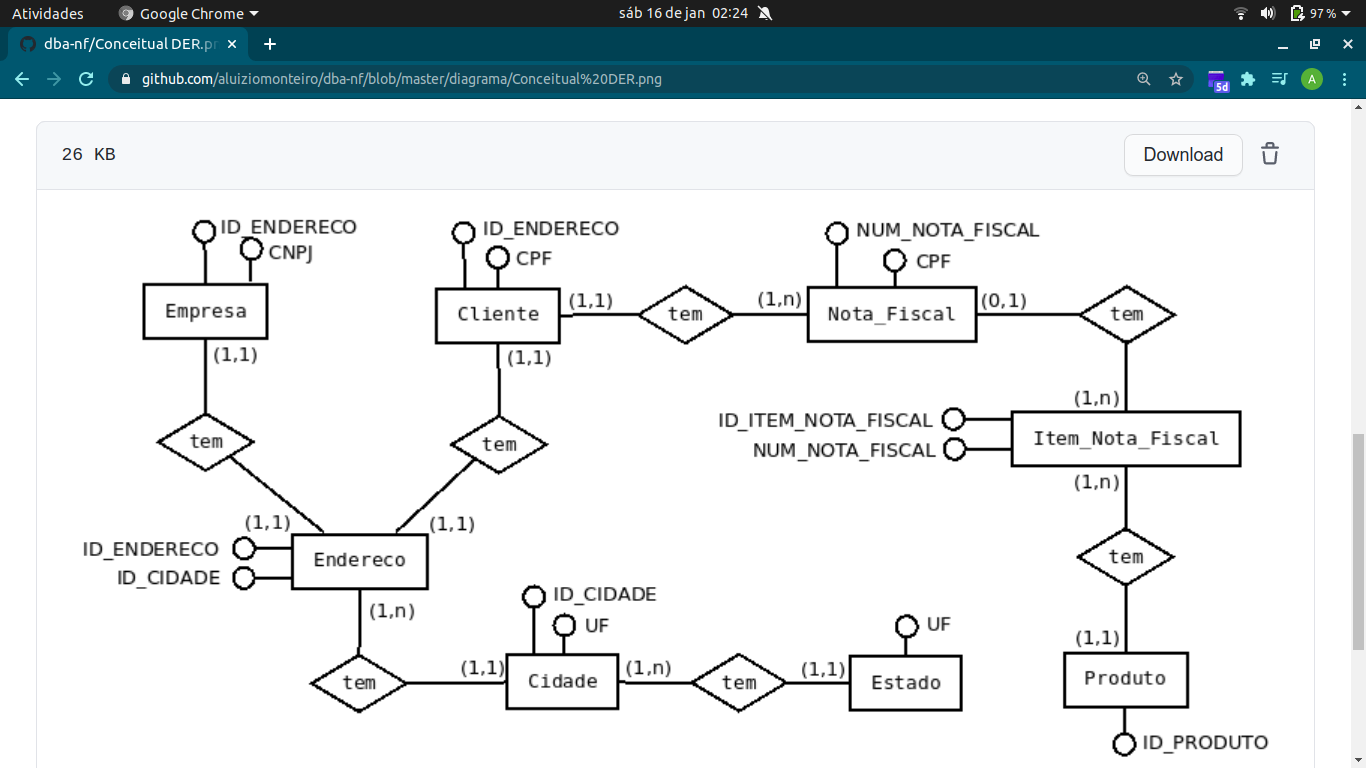 Atividades
Google Chrome
sáb 16 de jan 02:24
97 %
dba-nf/Conceitual DER.pr
github.com/aluiziomonteiro/dba-nf/blob/master/diagrama/Conceitual%20DER.png
5d
A
26 KB
Download
ID_ENDERECO
CNPJ
Empresa
(1,1)
tem
(1,1)
ID_ENDERECO
CPF
Cliente
(1,1)
tem
(1,n)
(1,1)
tem
(1,1)
NUM_NOTA_FISCAL
CPF
Nota_Fiscal
(0,1)
tem
(1,n)
ID_ITEM_NOTA_FISCAL
NUM_NOTA_FISCAL
Item_Nota_Fiscal
(1,n)
tem
(1,1)
Produto
ID_PRODUTO
ID_ENDERECO
ID_CIDADE
Endereco
(1,n)
tem
(1,1)
ID_CIDADE
UF
Cidade
(1,n)
tem
(1,1)
UF
Estado